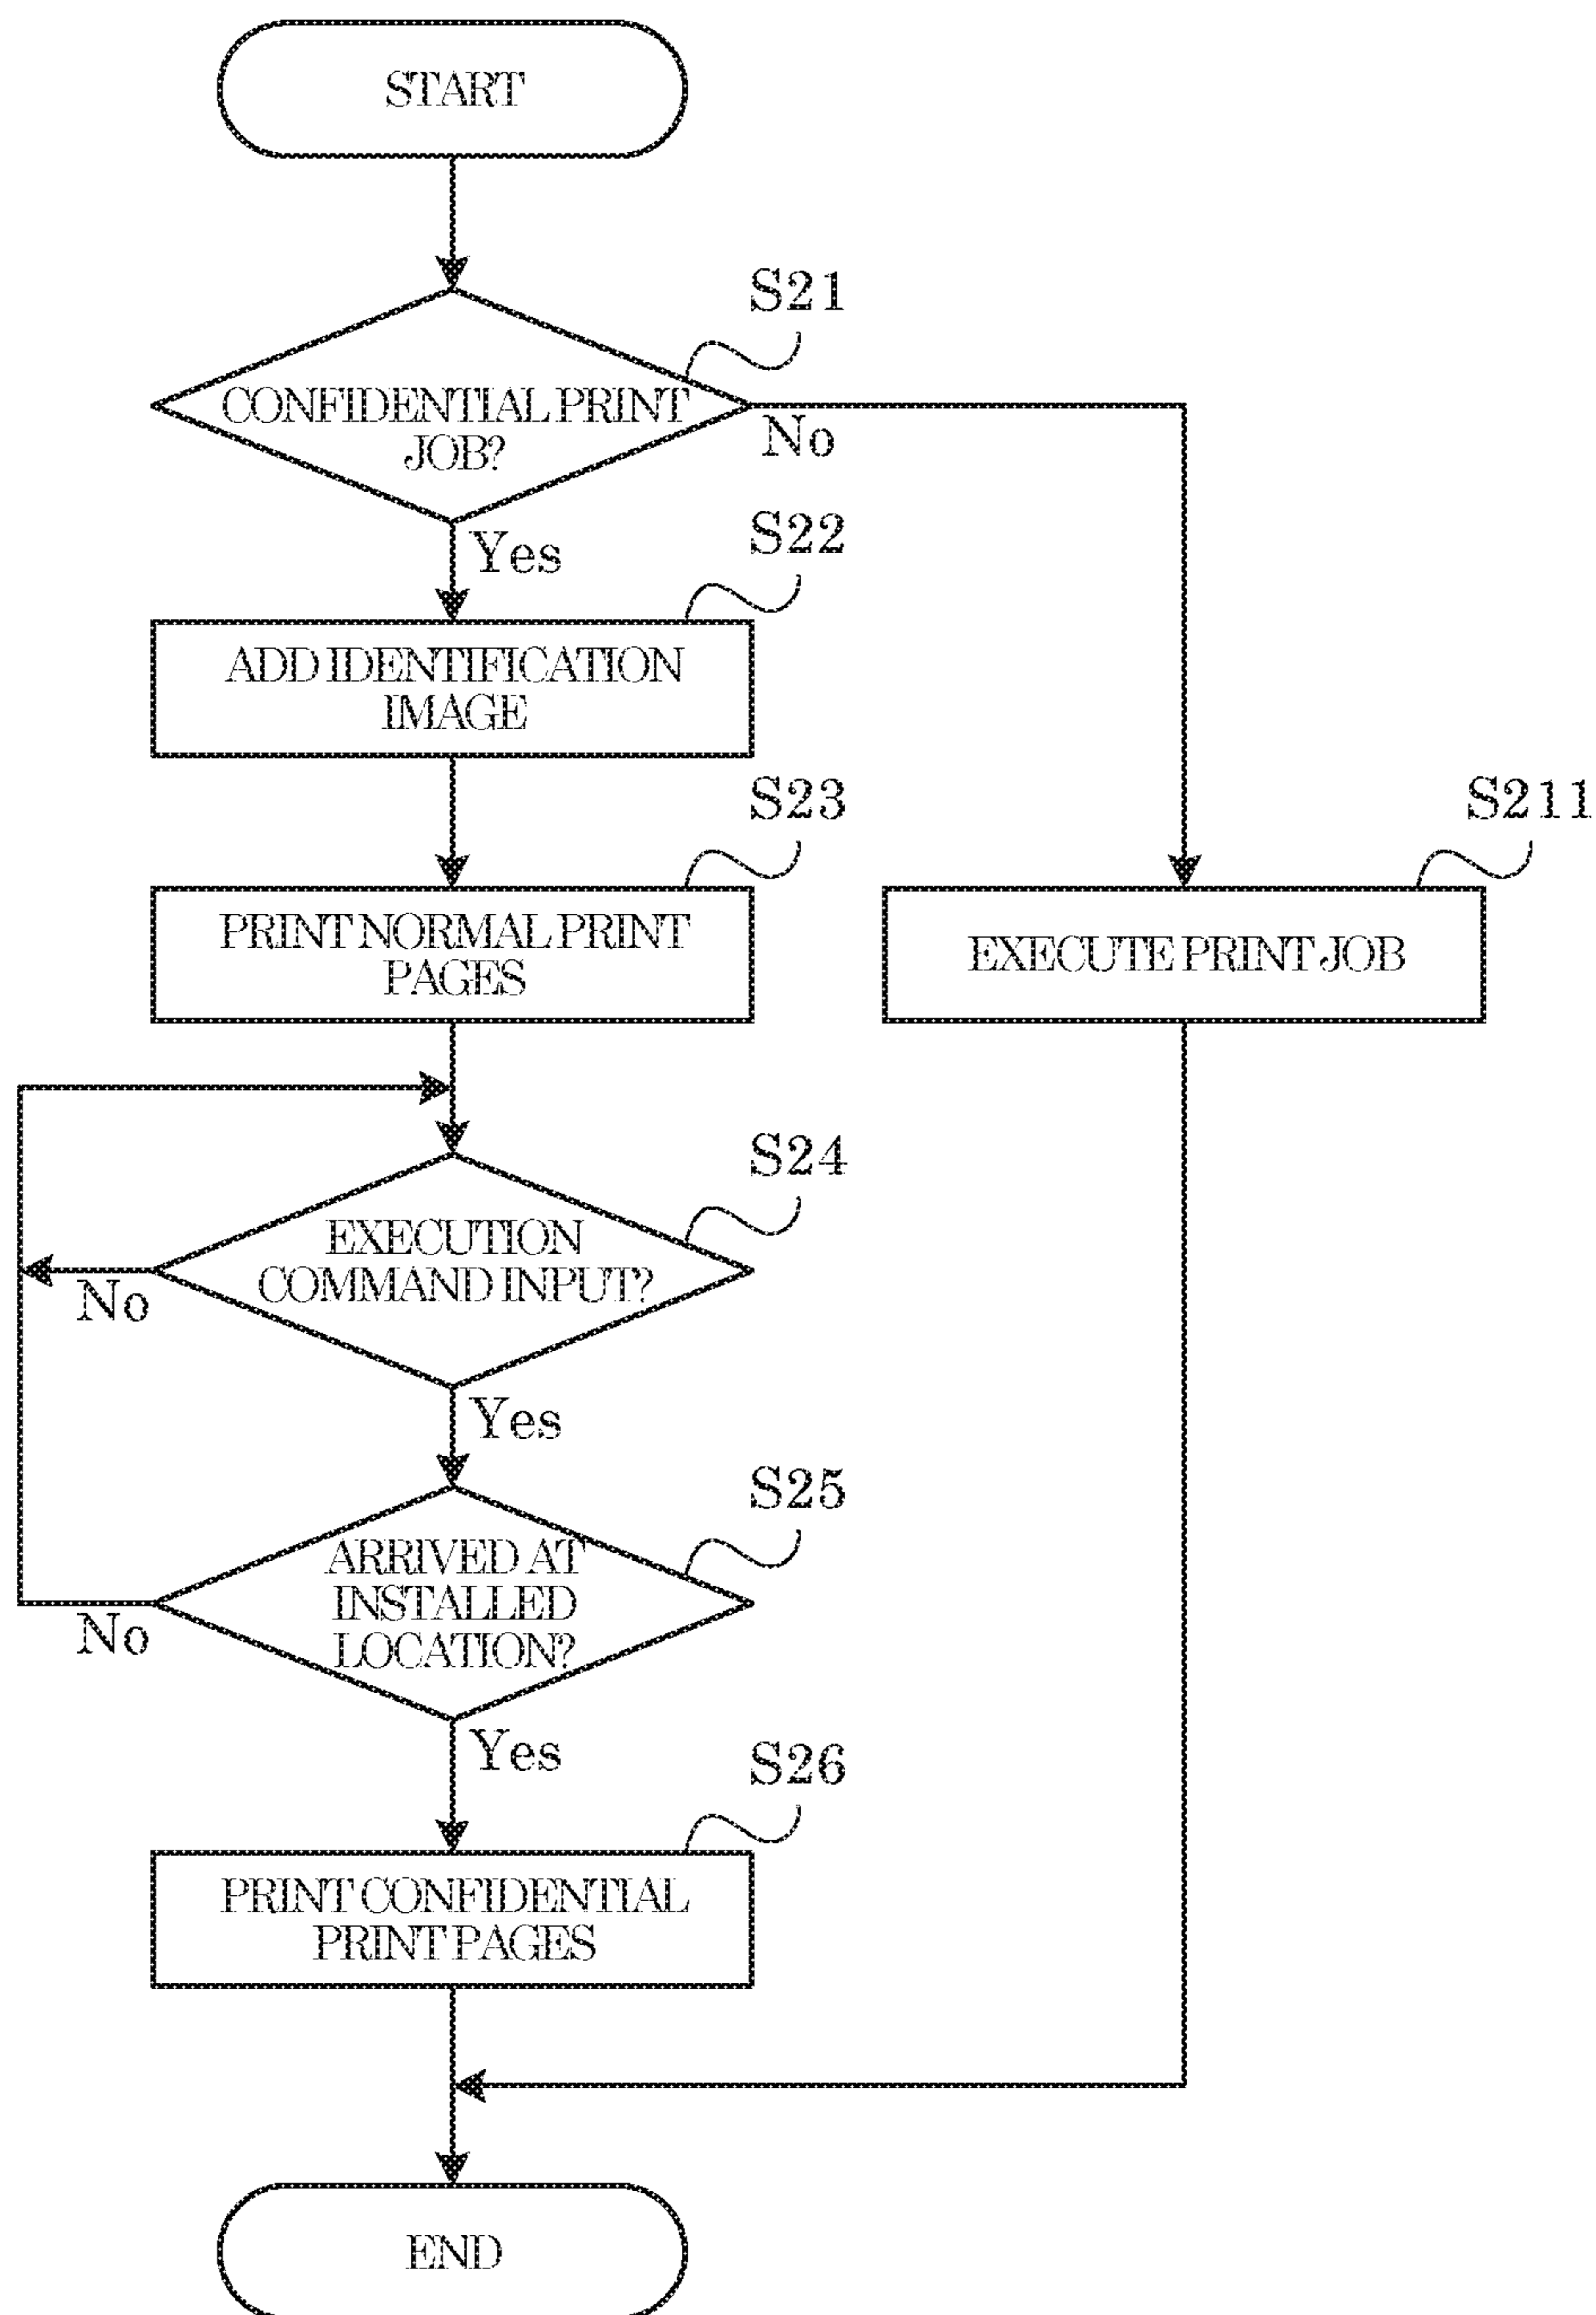 START
S21
CONFIDENTIAL PRINT
JOB?
No
Yes
S22
ADD IDENTIFICATION
IMAGE
S23
PRINT NORMAL PRINT
PAGES
S211
EXECUTE PRINT JOB
S24
EXECUTION
COMMAND INPUT?
No
Yes
S25
ARRIVED AT
INSTALLED
LOCATION?
No
Yes
S26
PRINT CONFIDENTIAL
PRINT PAGES
END